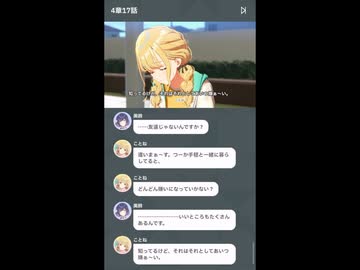 4章17話
知ってるけど、それはそれとしてあいつ嫌ぁ〜い。
美鈴
……友達じゃないんですか？
ことね
違いまぁ〜す。つーか手毬と一緒に暮らし
てると、
ことね
どんどん嫌いになっていかない？
美鈴
………………………いいところもたくさん
あるんです。
ことね
知ってるけど、それはそれとしてあいつ
嫌ぁ〜い。